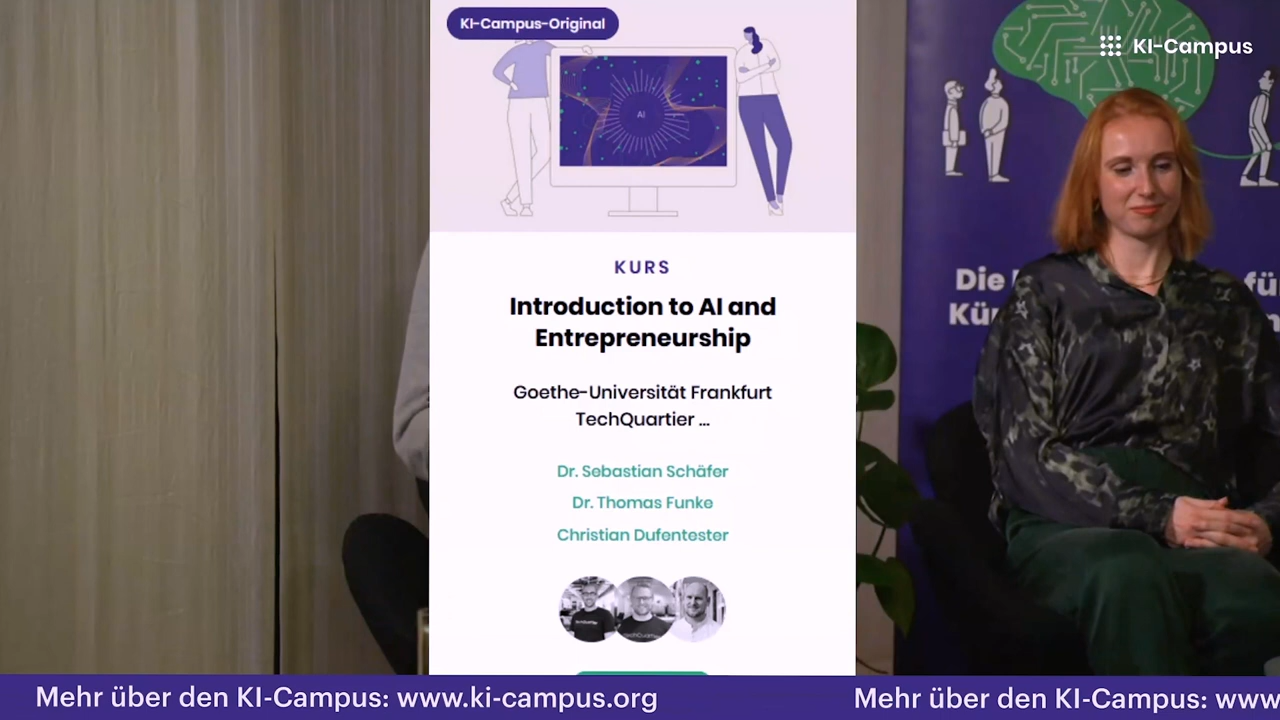 KI-Campus-Original
KI-Campus
AI
KURS
Introduction to AI and
Entrepreneurship
Goethe-Universität Frankfurt
TechQuartier ...
Dr. Sebastian Schäfer
Dr. Thomas Funke
Christian Dufentester
Die
Mehr über den KI-Campus: www.ki-campus.org
Mehr über den KI-Campus: www